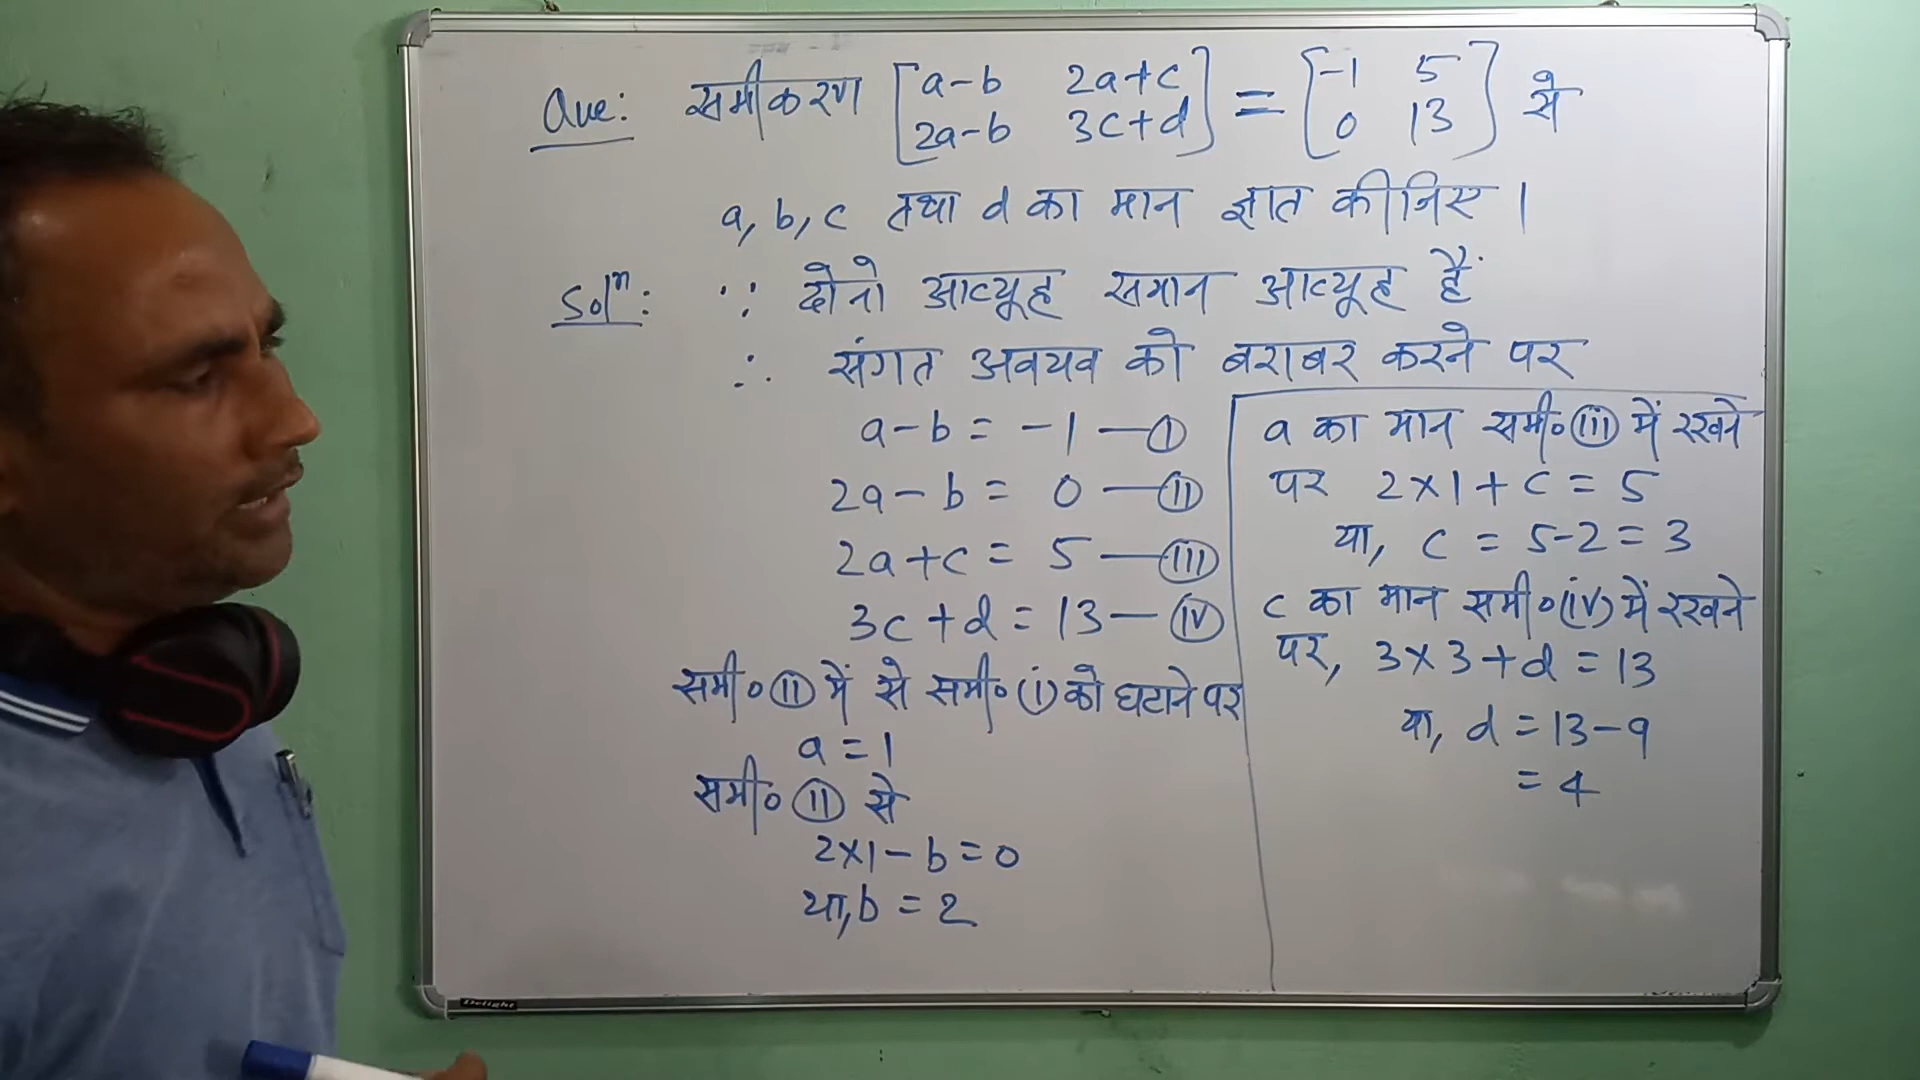 Que: समीकरण [a-b 2a+c] = [-1 5] से
[2a-b 3c+d] [0 13]
a, b, c तथा d का मान ज्ञात कीजिए ।
Solⁿ: ∵ दोनो आव्यूह समान आव्यूह हैं
∴ संगत अवयव को बराबर करने पर
a-b = -1 — (I)
2a-b = 0 — (II)
2a+c = 5 — (III)
3c+d = 13 — (IV)
समी० (II) में से समी० (i) को घटाने पर
a = 1
समी० (II) से
2×1-b=0
या, b = 2
a का मान समी० (III) में रखने
पर 2×1+c = 5
या, c = 5-2 = 3
c का मान समी० (iv) में रखने
पर, 3×3+d = 13
या, d = 13-9
= 4
Delight